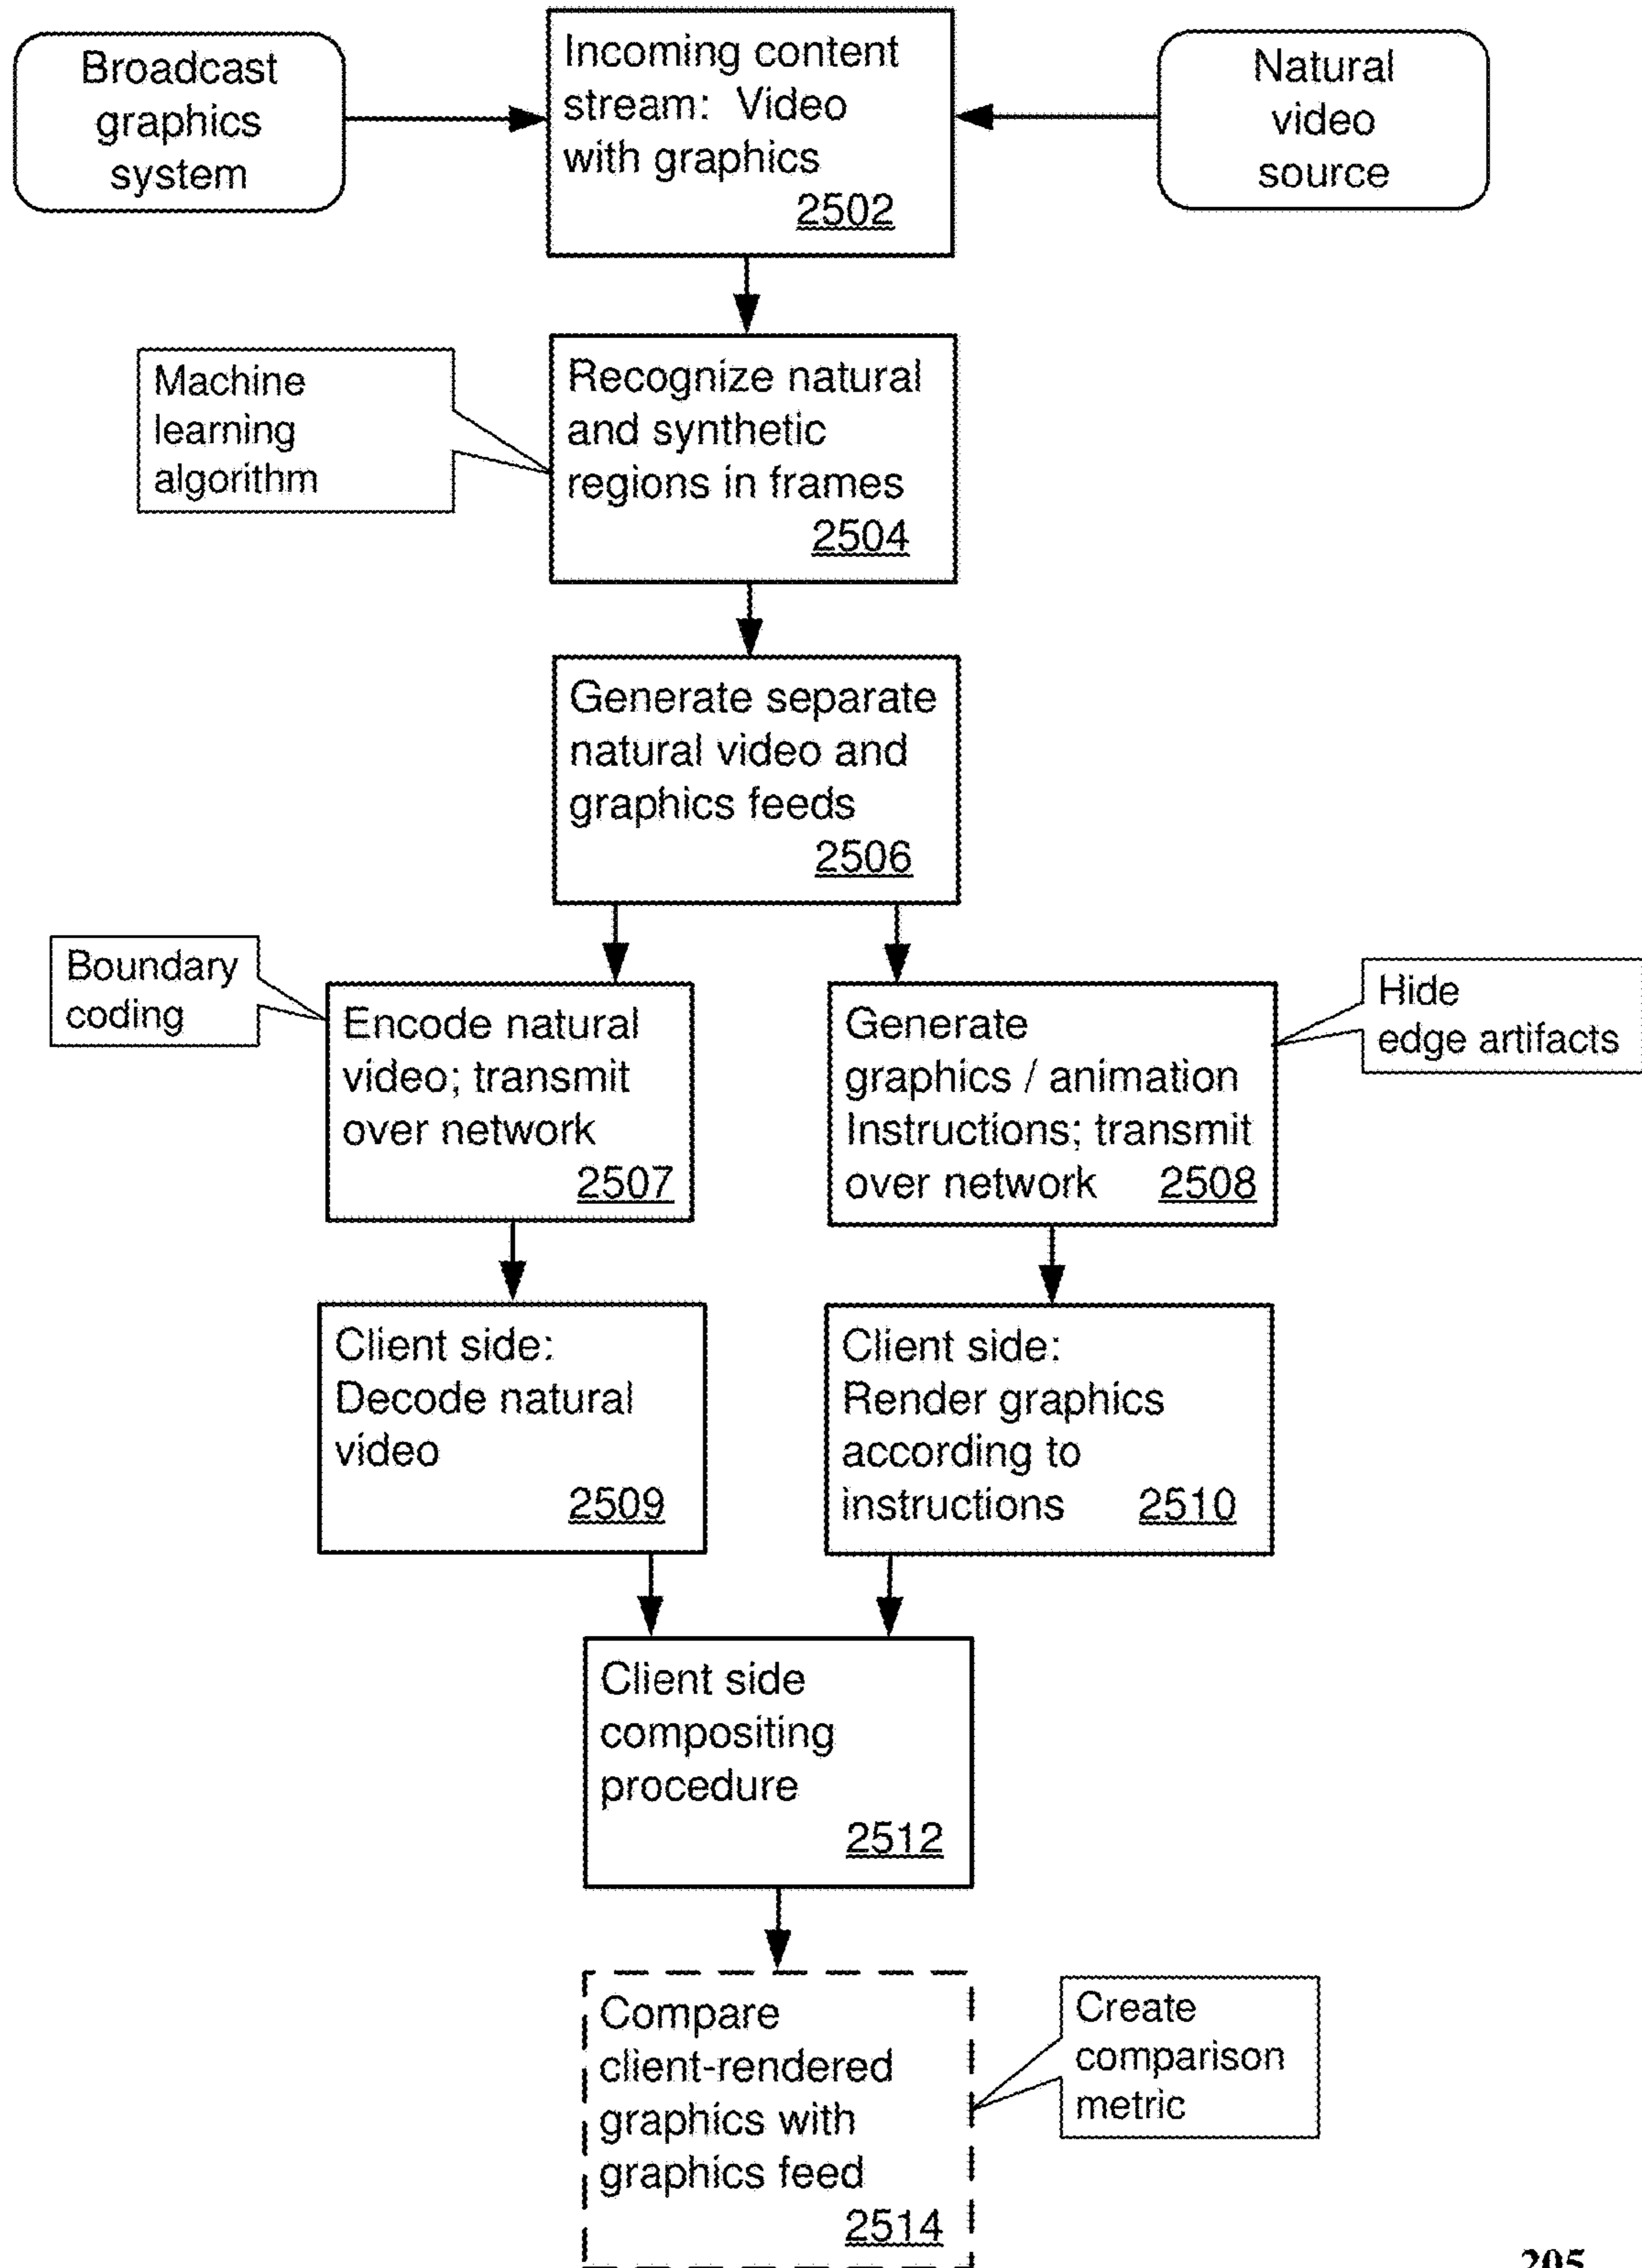 Broadcast
graphics
system
Incoming content
stream: Video
with graphics
2502
Natural
video
source
Machine
learning
algorithm
Recognize natural
and synthetic
regions in frames
2504
Generate separate
natural video and
graphics feeds
2506
Boundary
coding
Encode natural
video; transmit
over network
2507
Generate
graphics / animation
Instructions; transmit
over network 2508
Hide
edge artifacts
Client side:
Decode natural
video
2509
Client side:
Render graphics
according to
instructions 2510
Client side
compositing
procedure
2512
Compare
client-rendered
graphics with
graphics feed
2514
Create
comparison
metric
205